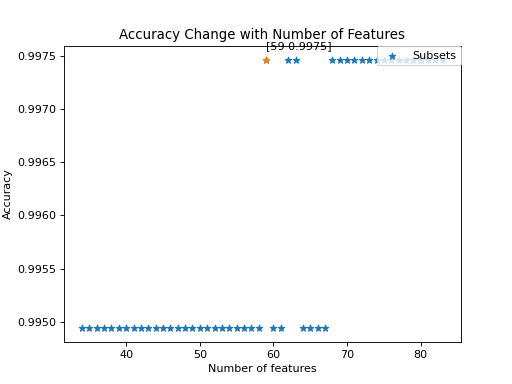 Accuracy Change with Number of Features
[59 0.9975]
Subsets
0.9975
0.9970
0.9965
0.9960
0.9955
0.9950
Accuracy
40 50 60 70 80
Number of features